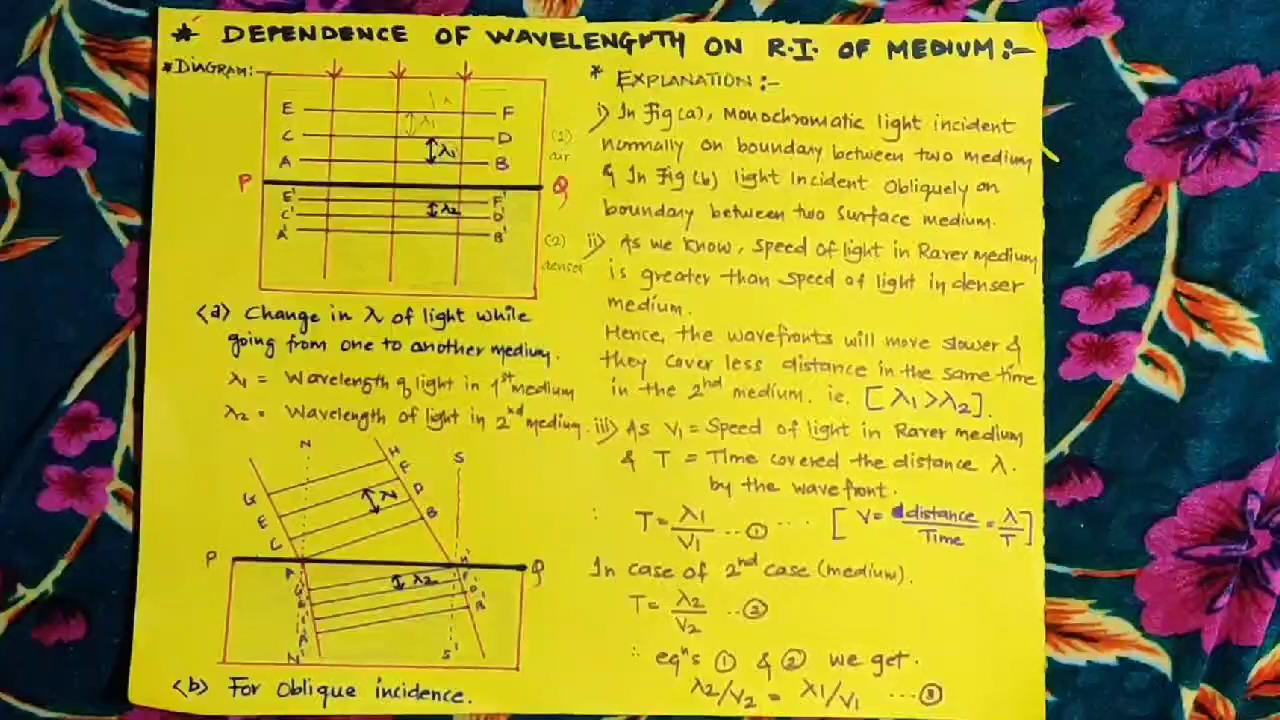 * DEPENDENCE OF WAVELENGPTH ON R.I. OF MEDIUM:-
* DIAGRAM:-
E F
λ1
C D
λ1
A B
P Q
E' F'
λ2
C' D'
A' B'
(1)
air
(2)
denser
(a) Change in λ of light while
going from one to another medium.
λ1 = Wavelength of light in 1st medium
λ2 = Wavelength of light in 2nd medium.
N
H
F
S
G
D
λ1
E
B
C
P
Q
A
λ2
N'
S'
(b) For oblique incidence.
* EXPLANATION :-
i) In Fig(a), Monochromatic light incident
normally on boundary between two medium
& In Fig(b) light Incident Obliquely on
boundary between two surface medium.
ii) As we know, speed of light in Rarer medium
is greater than speed of light in denser
medium.
Hence, the wavefronts will move slower &
they cover less distance in the same time
in the 2nd medium. ie. [λ1 > λ2].
iii) As V1 = Speed of light in Rarer medium
& T = Time covered the distance λ.
by the wavefront.
∴ T = λ1/V1 ... ① .... [V = distance/Time = λ/T]
In case of 2nd case (medium).
T = λ2/V2 ... ②
∴ eqns ① & ② we get.
λ2/V2 = λ1/V1 .... ③